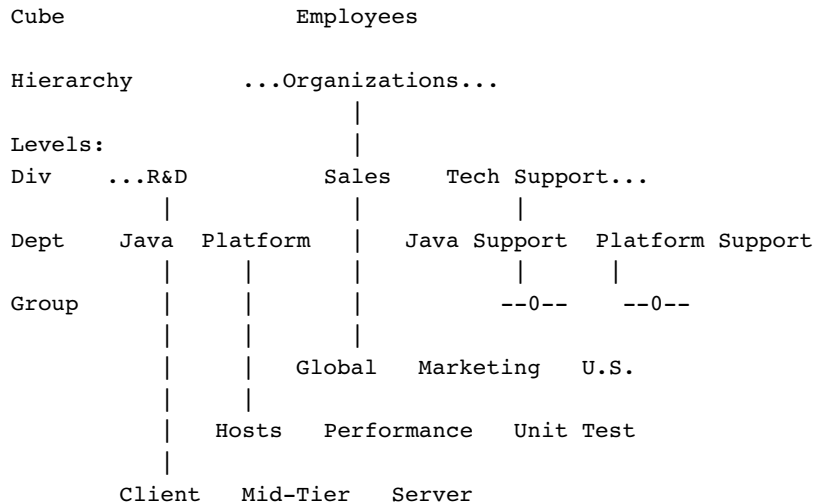 Cube Employees
Hierarchy ...Organizations...
|
Levels: |
Div ...R&D Sales Tech Support...
| | |
Dept Java Platform | Java Support Platform Support
| | | | |
Group | | | --0-- --0--
| | |
| | Global Marketing U.S.
| |
| Hosts Performance Unit Test
|
Client Mid-Tier Server